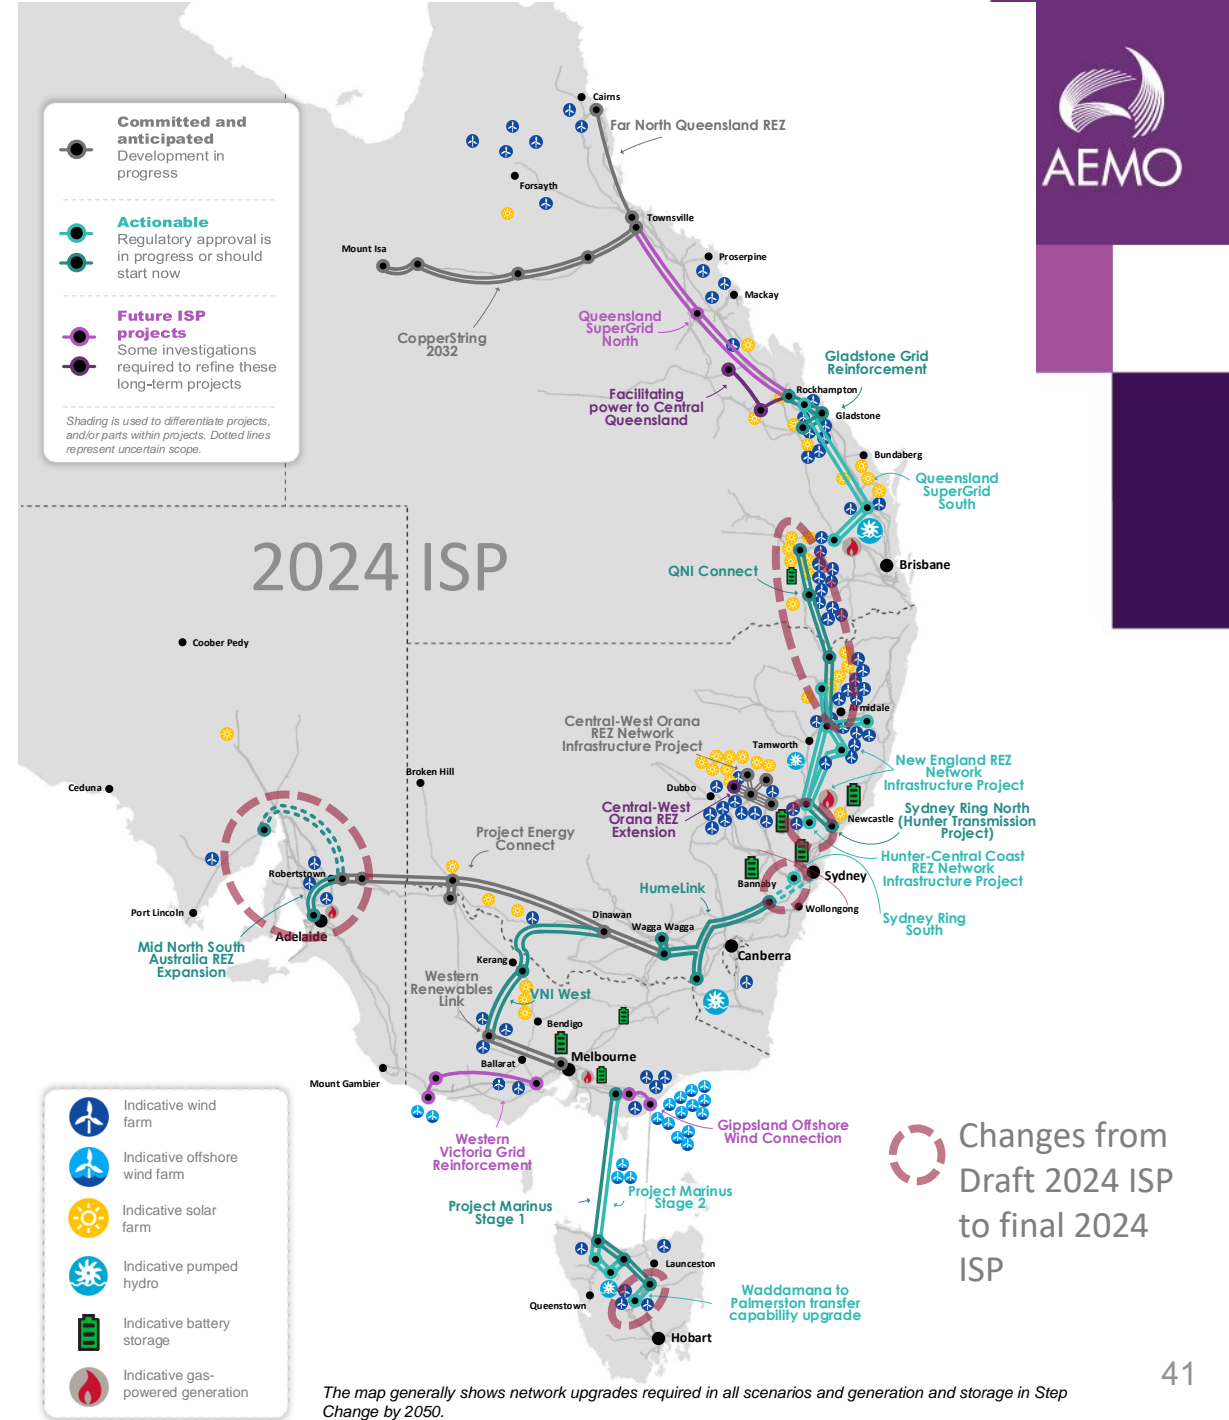 AEMO
Committed and
anticipated
Development in
progress
Actionable
Regulatory approval is
in progress or should
start now
Future ISP
projects
Some investigations
required to refine these
long-term projects
Shading is used to differentiate projects,
and/or parts within projects. Dotted lines
represent uncertain scope.
2024 ISP
Cairns
Far North Queensland REZ
Forsayth
Townsville
Mount Isa
Proserpine
Mackay
CopperString
2032
Queensland
SuperGrid
North
Gladstone Grid
Reinforcement
Facilitating
power to Central
Queensland
Rockhampton
Gladstone
Bundaberg
Queensland
SuperGrid
South
QNI Connect
Brisbane
Coober Pedy
Armidale
Central-West Orana
REZ Network
Infrastructure Project
Tamworth
New England REZ
Network
Infrastructure Project
Broken Hill
Ceduna
Dubbo
Central-West
Orana REZ
Extension
Newcastle
Sydney Ring North
(Hunter Transmission
Project)
Project Energy
Connect
Hunter-Central Coast
REZ Network
Infrastructure Project
Robertstown
HumeLink
Bannaby
Sydney
Wollongong
Sydney Ring
South
Port Lincoln
Adelaide
Dinawan
Wagga Wagga
Mid North South
Australia REZ
Expansion
Canberra
Kerang
Western
Renewables
Link
VNI West
Bendigo
Ballarat
Melbourne
Mount Gambier
Western
Victoria Grid
Reinforcement
Gippsland Offshore
Wind Connection
Project Marinus
Stage 1
Project Marinus
Stage 2
Launceston
Queenstown
Waddamana to
Palmerston transfer
capability upgrade
Hobart
Changes from
Draft 2024 ISP
to final 2024
ISP
Indicative wind
farm
Indicative offshore
wind farm
Indicative solar
farm
Indicative pumped
hydro
Indicative battery
storage
Indicative gas-
powered generation
The map generally shows network upgrades required in all scenarios and generation and storage in Step
Change by 2050.
41